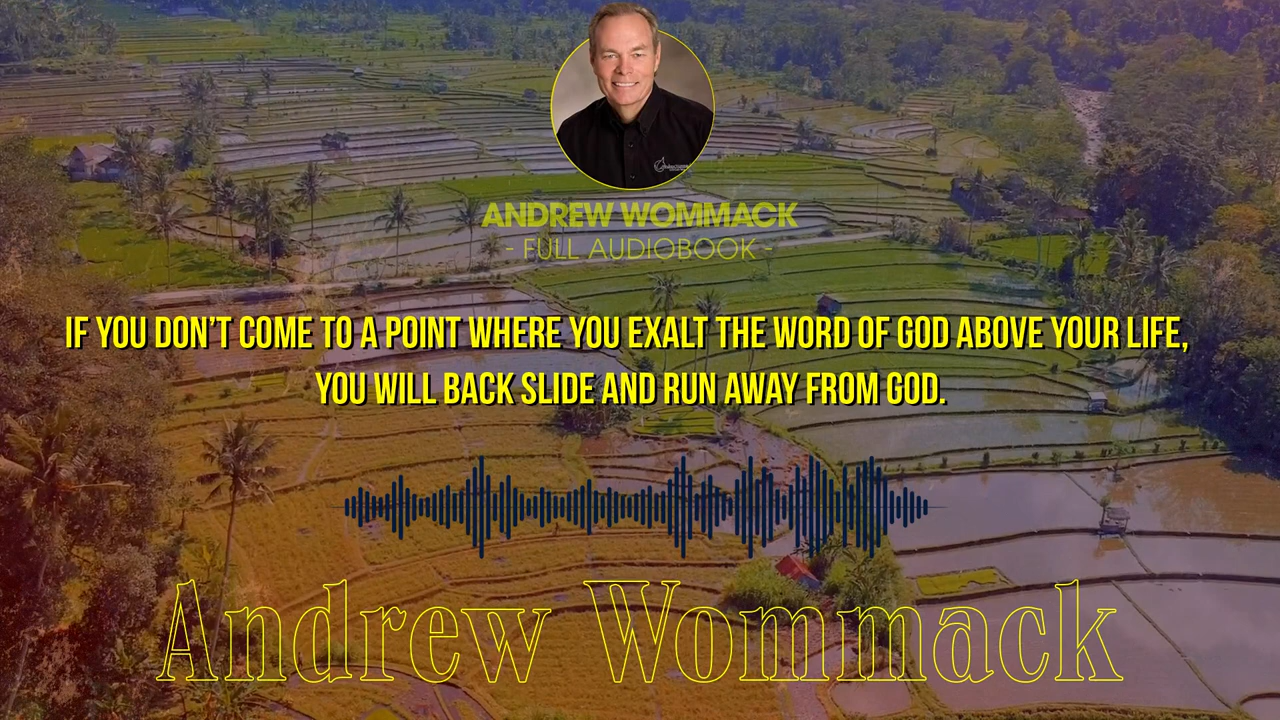 ANDREW WOMMACK
- FULL AUDIOBOOK -
IF YOU DON'T COME TO A POINT WHERE YOU EXALT THE WORD OF GOD ABOVE YOUR LIFE,
YOU WILL BACK SLIDE AND RUN AWAY FROM GOD.
Andrew Wommack